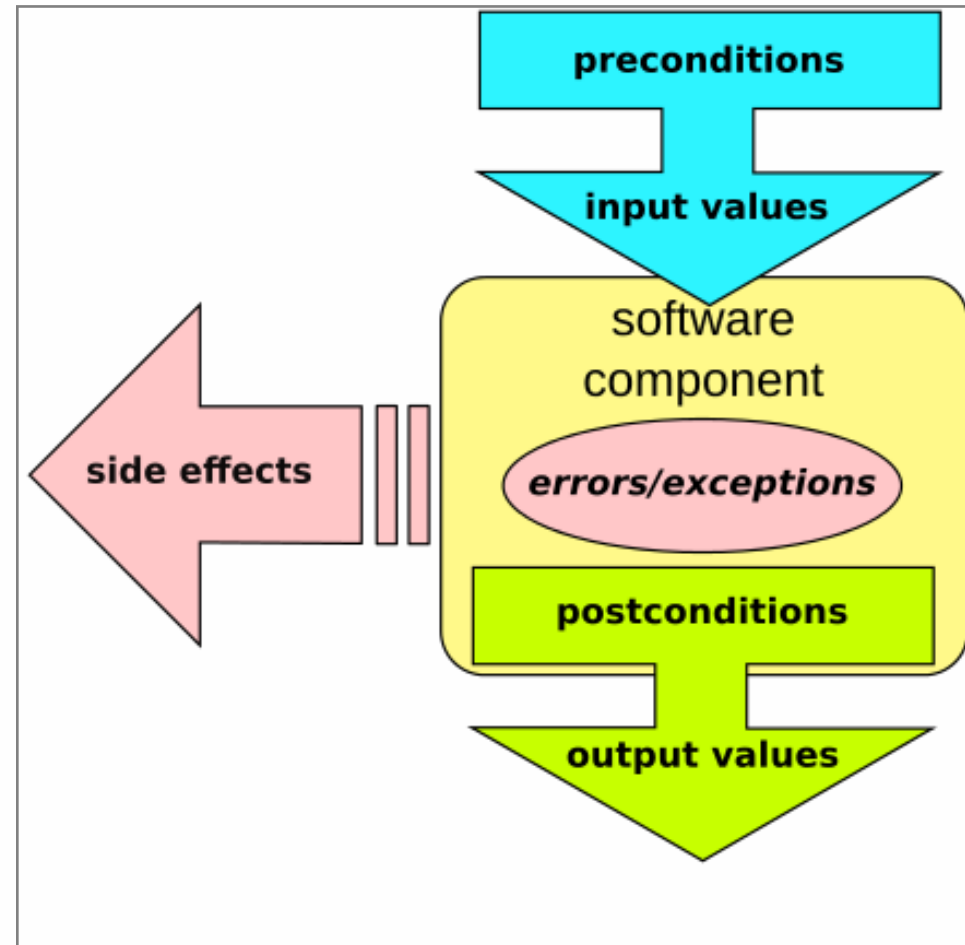 preconditions
input values
software
component
side effects
errors/exceptions
postconditions
output values